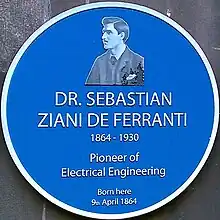 DR. SEBASTIAN
ZIANI DE FERRANTI
1864 - 1930
Pioneer of
Electrical Engineering
Born here
9th April 1864